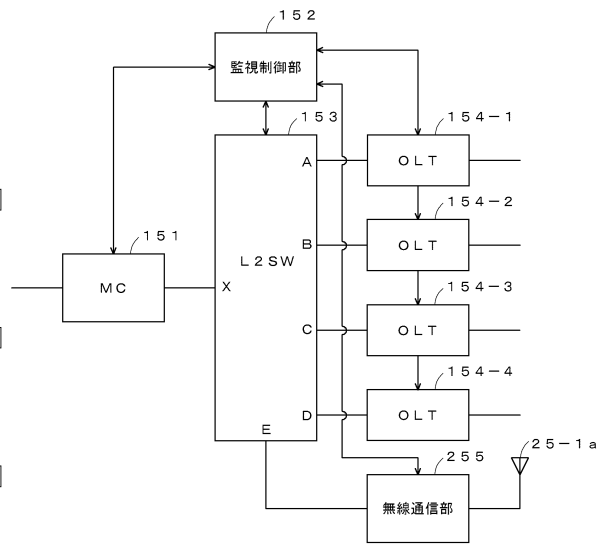 １５２
監視制御部
１５３
１５４－１
A
ＯＬＴ
１５４－２
１５１
B
ＯＬＴ
Ｌ２ＳＷ
ＭＣ
X
１５４－３
C
ＯＬＴ
１５４－４
D
ＯＬＴ
E
２５５
２５－１ａ
無線通信部